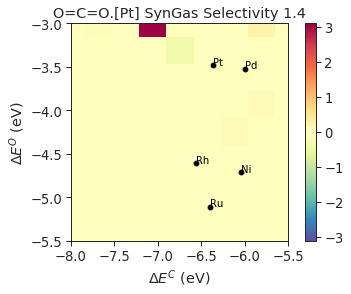 O=C=O.[Pt] SynGas Selectivity 1.4
−3.0
−3.5
−4.0
−4.5
−5.0
−5.5
ΔE^O (eV)
Pt
Pd
Rh
Ni
Ru
−8.0 −7.5 −7.0 −6.5 −6.0 −5.5
ΔE^C (eV)
3
2
1
0
−1
−2
−3